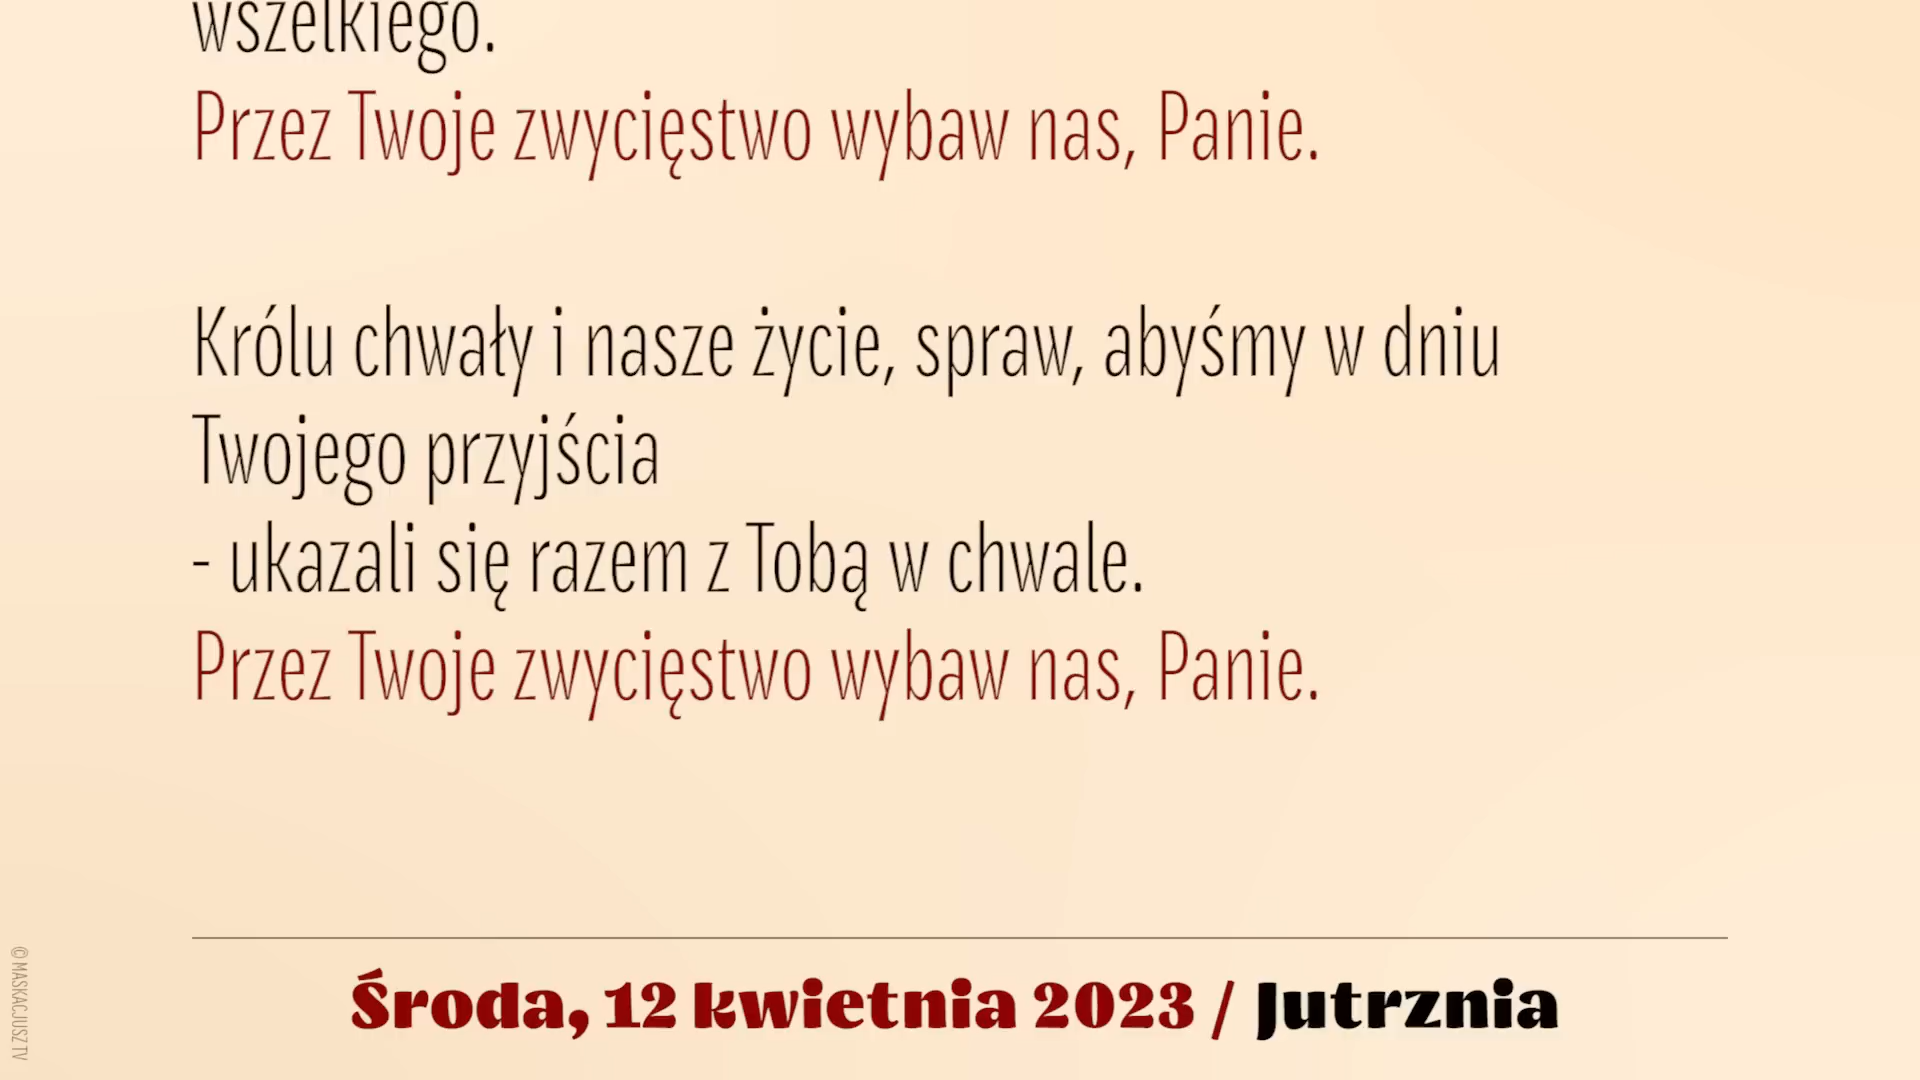 wszelkiego.
Przez Twoje zwycięstwo wybaw nas, Panie.
Królu chwały i nasze życie, spraw, abyśmy w dniu
Twojego przyjścia
- ukazali się razem z Tobą w chwale.
Przez Twoje zwycięstwo wybaw nas, Panie.
Środa, 12 kwietnia 2023 / Jutrznia
© MASKACJUSZ TV